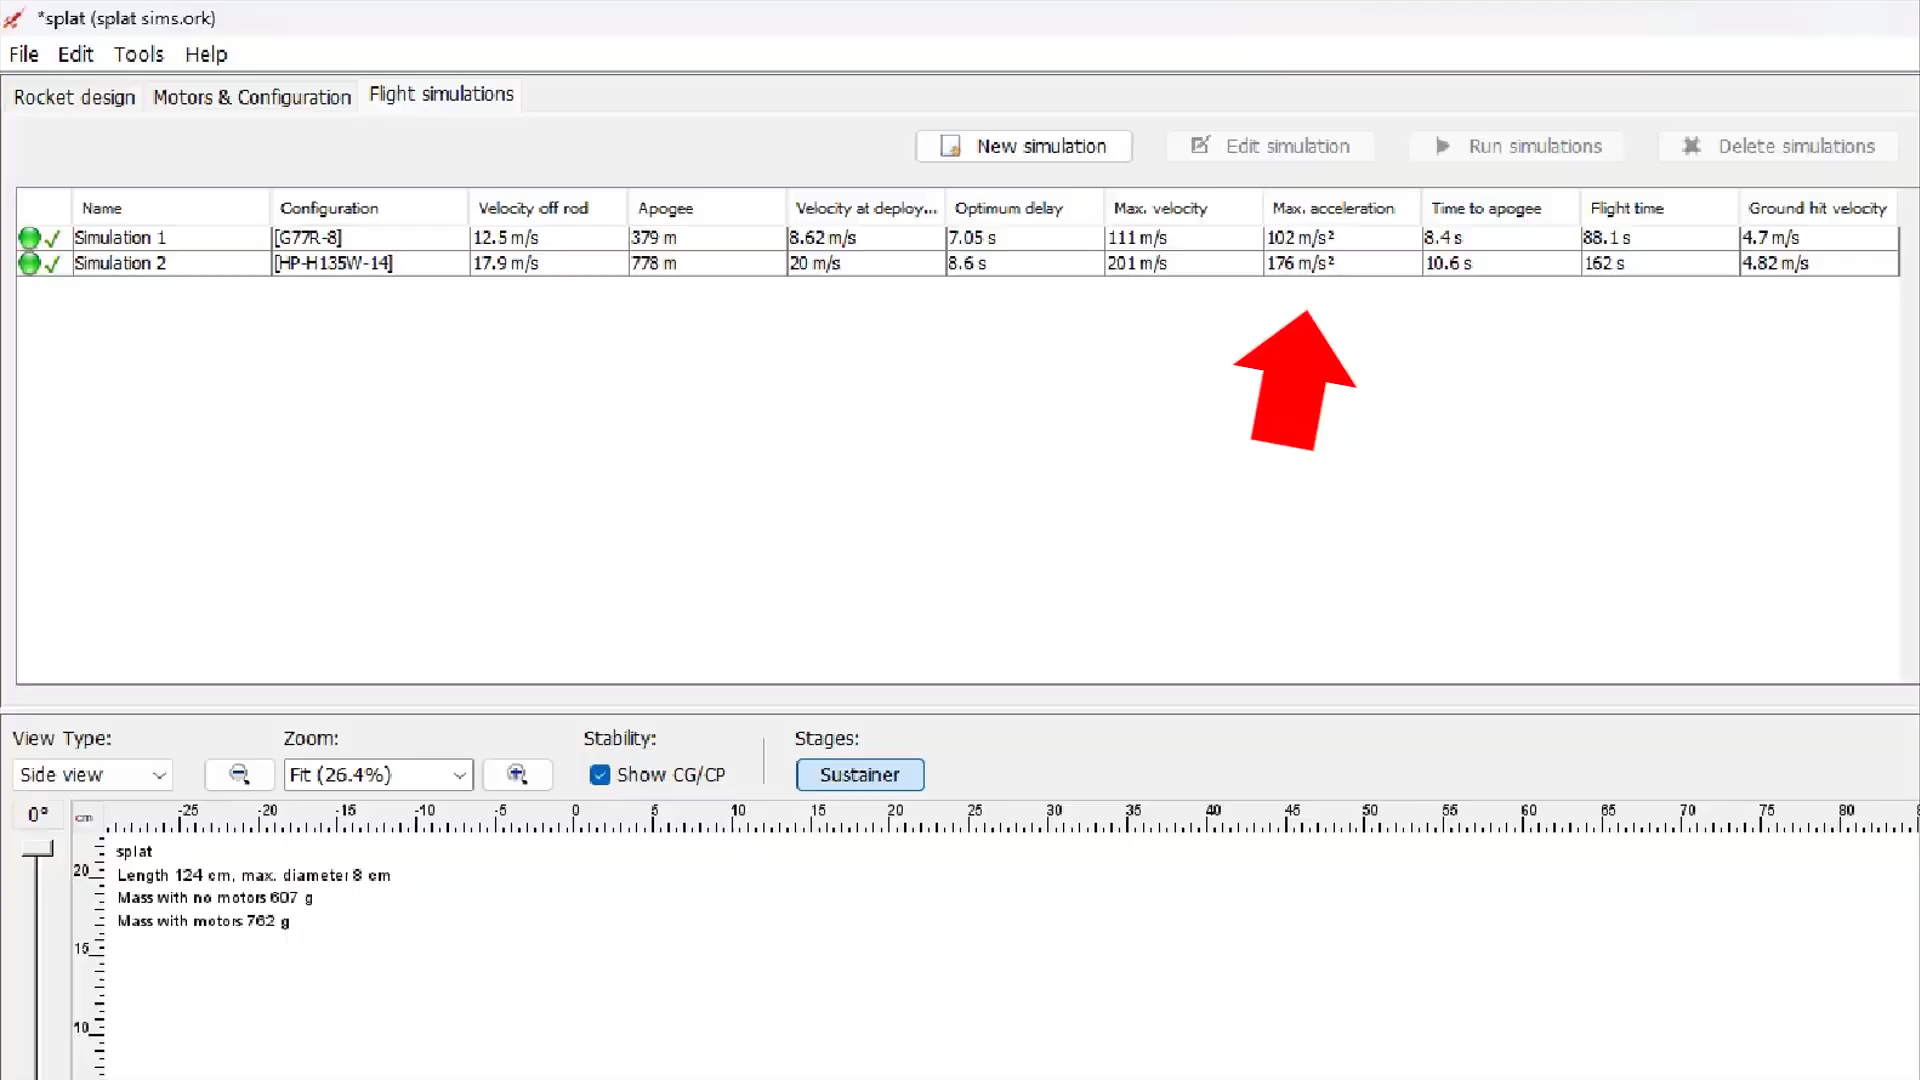 *splat (splat sims.ork)
File Edit Tools Help
Rocket design Motors & Configuration Flight simulations
New simulation Edit simulation Run simulations Delete simulations
Name Configuration Velocity off rod Apogee Velocity at deploy... Optimum delay Max. velocity Max. acceleration Time to apogee Flight time Ground hit velocity
Simulation 1 [G77R-8] 12.5 m/s 379 m 8.62 m/s 7.05 s 111 m/s 102 m/s² 8.4 s 88.1 s 4.7 m/s
Simulation 2 [HP-H135W-14] 17.9 m/s 778 m 20 m/s 8.6 s 201 m/s 176 m/s² 10.6 s 162 s 4.82 m/s
View Type: Zoom: Stability: Stages:
Side view Fit (26.4%) Show CG/CP Sustainer
0° cm -25 -20 -15 -10 -5 0 5 10 15 20 25 30 35 40 45 50 55 60 65 70 75 80
splat
20 Length 124 cm, max. diameter 8 cm
Mass with no motors 607 g
Mass with motors 762 g
15
10